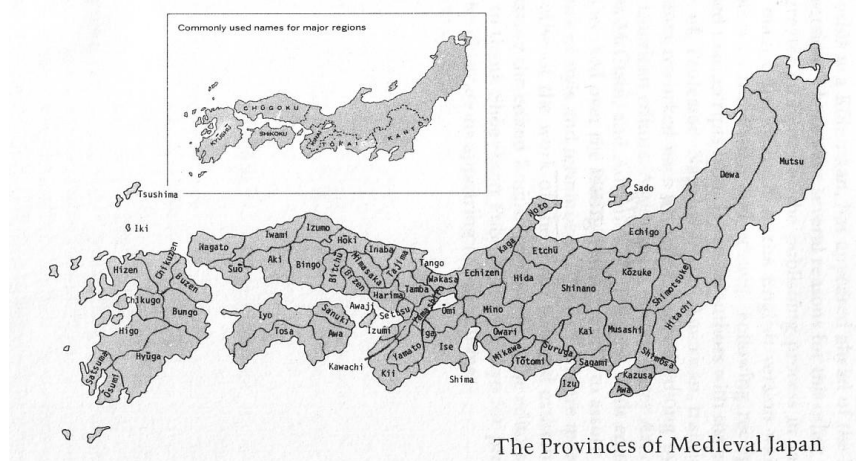 Commonly used names for major regions
CHŪGOKU
KYŪSHŪ
SHIKOKU
KINAI
TŌKAI
KANTŌ
Tsushima
Iki
Sado
Mutsu
Dewa
Noto
Echigo
Kaga
Etchū
Nagato
Iwami
Izumo
Hōki
Inaba
Tajima
Tango
Wakasa
Echizen
Hida
Shinano
Kōzuke
Shimotsuke
Hitachi
Suō
Aki
Bingo
Bitchu
Bizen
Mimasaka
Harima
Tamba
Yamashiro
Ōmi
Mino
Hizen
Chikuzen
Buzen
Chikugo
Bungo
Higo
Hyūga
Satsuma
Ōsumi
Iyo
Sanuki
Tosa
Awa
Awaji
Settsu
Izumi
Kawachi
Yamato
Kii
Iga
Ise
Shima
Owari
Mikawa
Tōtomi
Suruga
Kai
Musashi
Sagami
Izu
Shimōsa
Kazusa
Awa
The Provinces of Medieval Japan